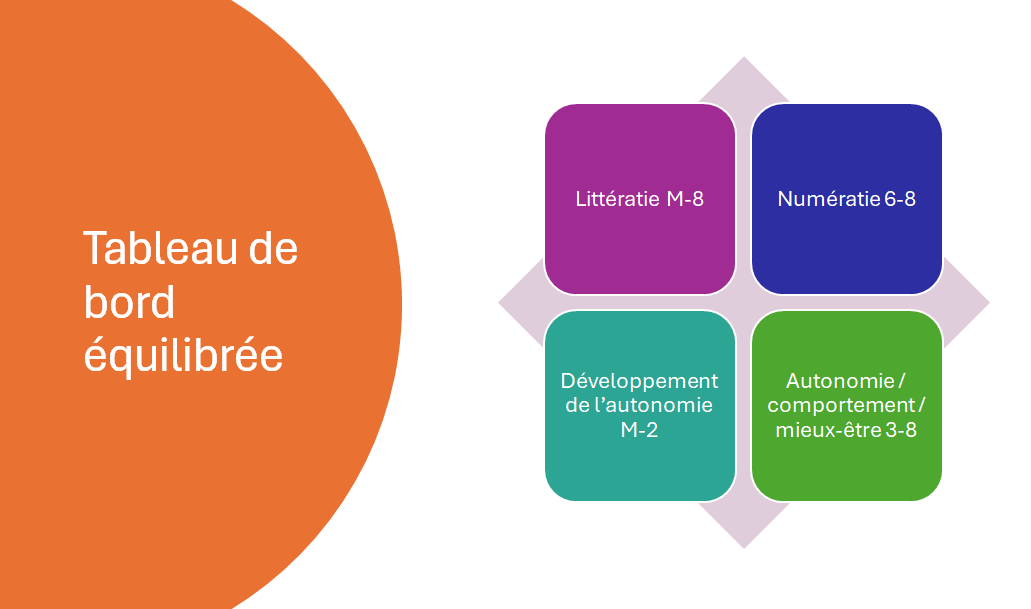 Tableau de
bord
équilibrée
Littératie M-8
Numératie 6-8
Développement
de l’autonomie
M-2
Autonomie /
comportement /
mieux-être 3-8